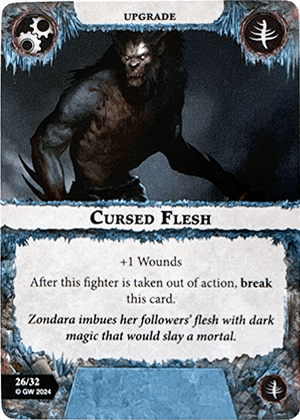 UPGRADE
CURSED FLESH
+1 Wounds
After this fighter is taken out of action, break
this card.
Zondara imbues her followers' flesh with dark
magic that would slay a mortal.
26/32
© GW 2024